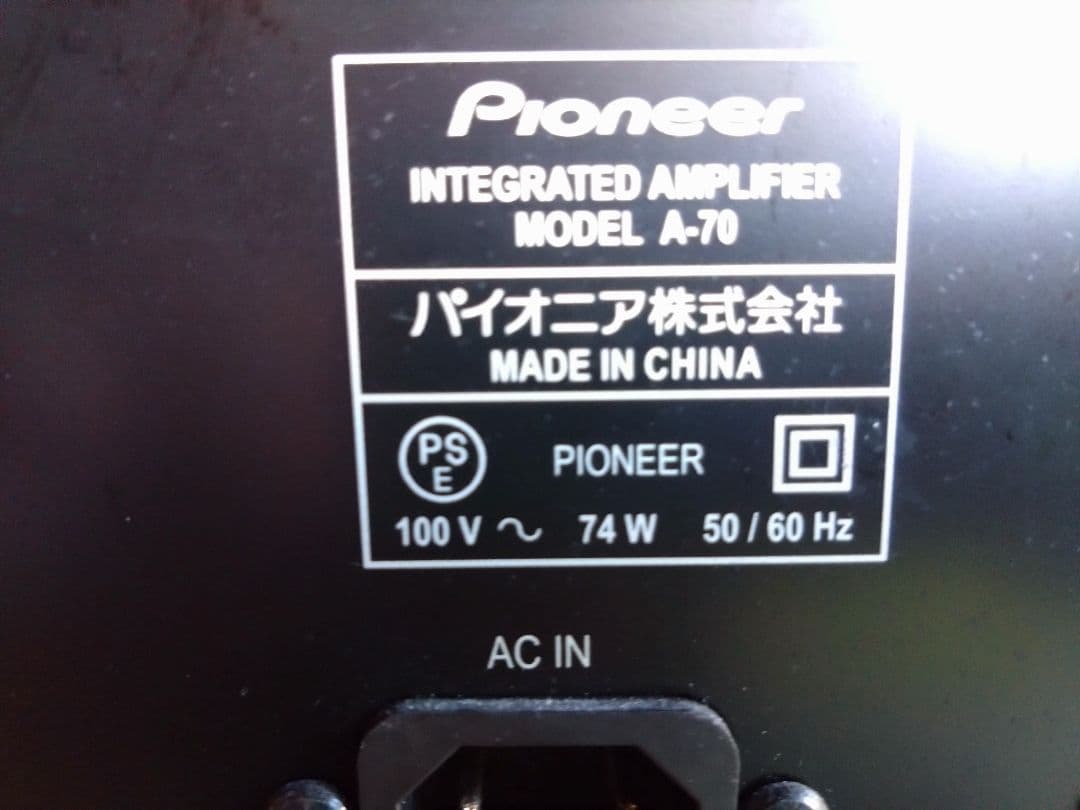 Pioneer
INTEGRATED AMPLIFIER
MODEL A-70
パイオニア株式会社
MADE IN CHINA
PS
E
PIONEER
100 V ～ 74 W 50 / 60 Hz
AC IN